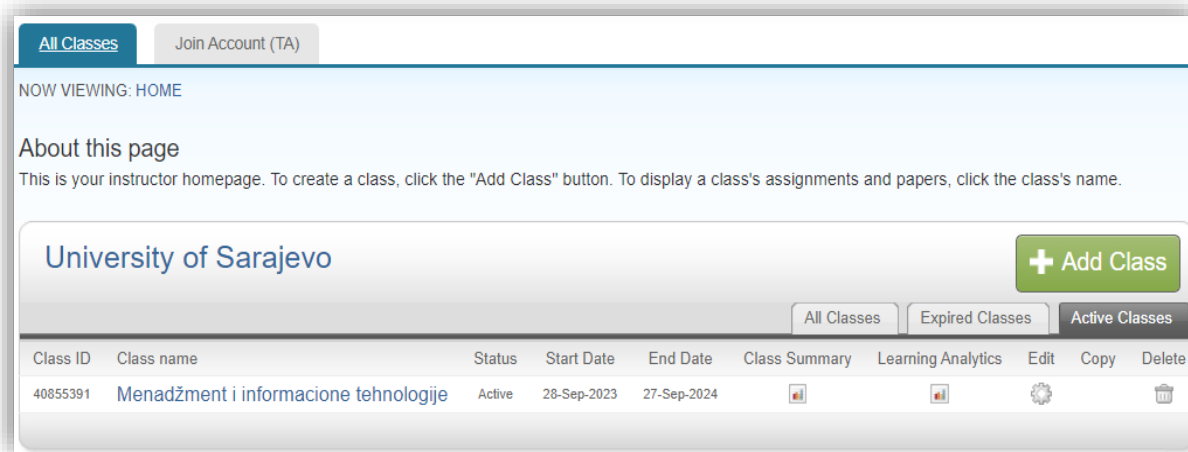 All Classes Join Account (TA)
NOW VIEWING: HOME
About this page
This is your instructor homepage. To create a class, click the "Add Class" button. To display a class's assignments and papers, click the class's name.
University of Sarajevo
Add Class
All Classes Expired Classes Active Classes
Class ID Class name Status Start Date End Date Class Summary Learning Analytics Edit Copy Delete
40855391 Menadžment i informacione tehnologije Active 28-Sep-2023 27-Sep-2024